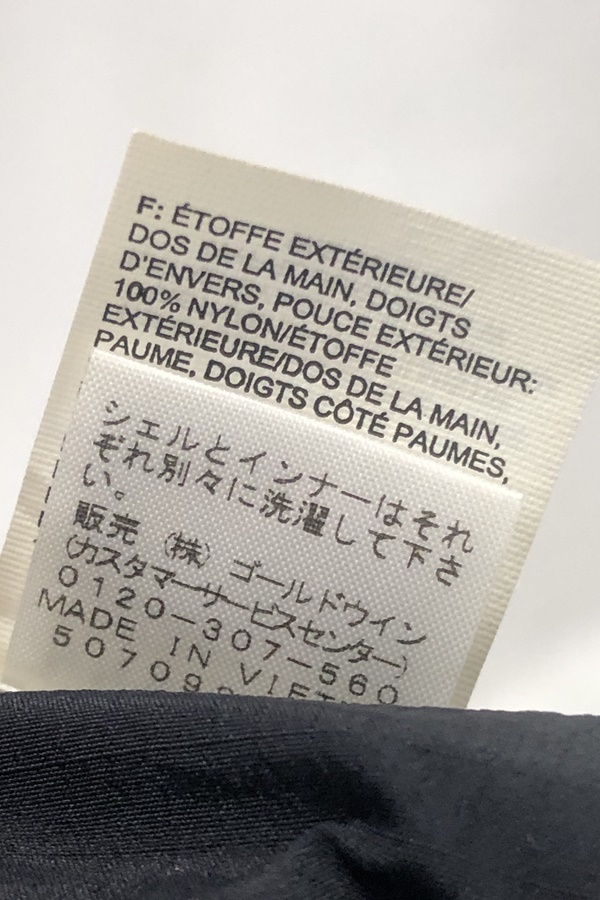 F: ÉTOFFE EXTÉRIEURE/
DOS DE LA MAIN, DOIGTS
D'ENVERS, POUCE EXTÉRIEUR:
100% NYLON/ÉTOFFE
EXTÉRIEURE/DOS DE LA MAIN,
PAUME, DOIGTS CÔTÉ PAUMES,
シェルとインナーはそれ
ぞれ別々に洗濯して下さ
い。
販売 (株) ゴールドウイン
(カスタマーサービスセンター)
0120-307-560
MADE IN
50709